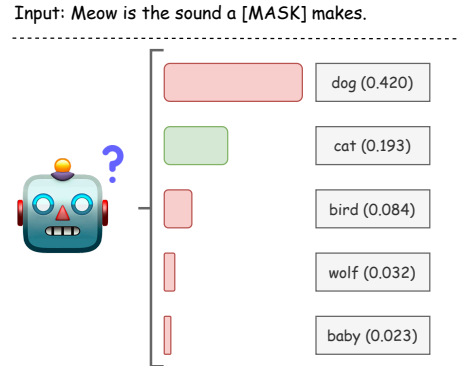 Input: Meow is the sound a [MASK] makes.
?
dog (0.420)
cat (0.193)
bird (0.084)
wolf (0.032)
baby (0.023)